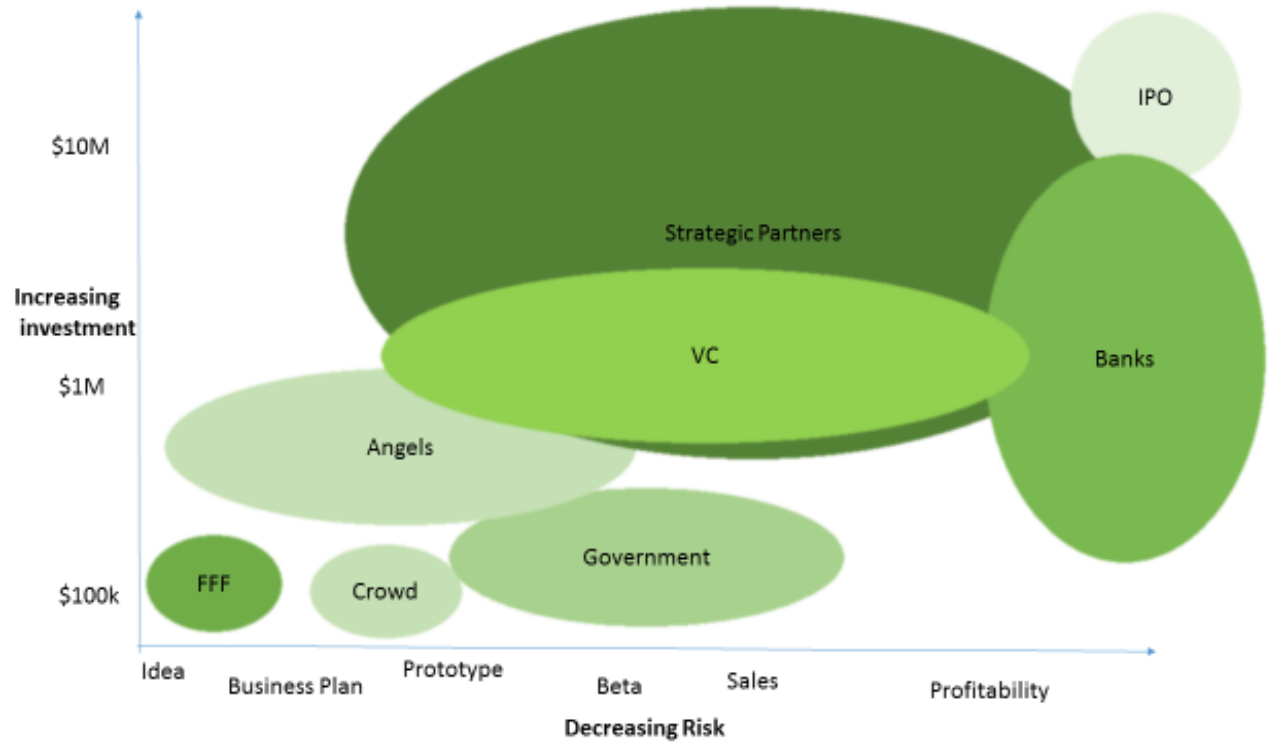 IPO
$10M
Strategic Partners
Increasing
investment
VC
Banks
$1M
Angels
Government
FFF
Crowd
$100k
Idea
Business Plan
Prototype
Beta
Sales
Profitability
Decreasing Risk